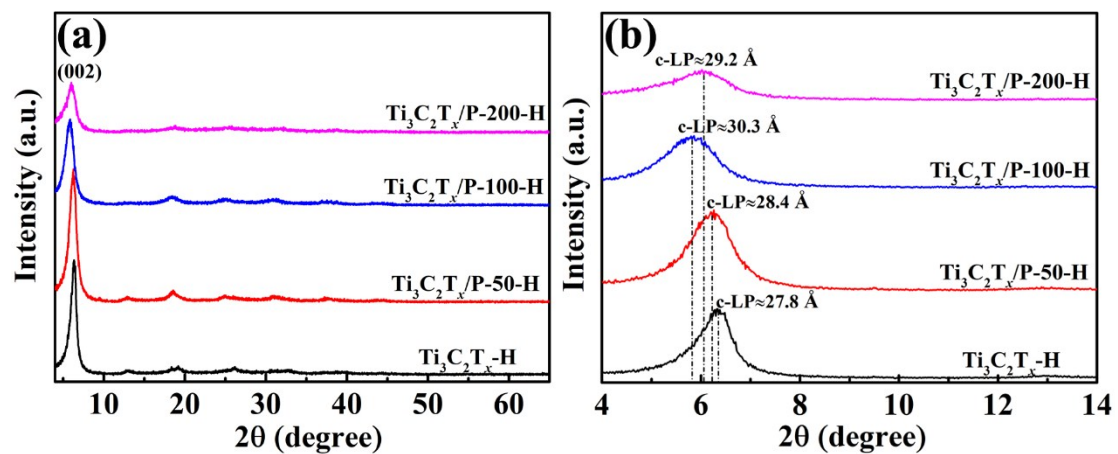 (a)
(002)
Ti₃C₂Tₓ/P-200-H
Ti₃C₂Tₓ/P-100-H
Ti₃C₂Tₓ/P-50-H
Ti₃C₂Tₓ-H
Intensity (a.u.)
10 20 30 40 50 60
2θ (degree)
(b)
c-LP≈29.2 Å
Ti₃C₂Tₓ/P-200-H
c-LP≈30.3 Å
Ti₃C₂Tₓ/P-100-H
c-LP≈28.4 Å
Ti₃C₂Tₓ/P-50-H
c-LP≈27.8 Å
Ti₃C₂Tₓ-H
Intensity (a.u.)
4 6 8 10 12 14
2θ (degree)